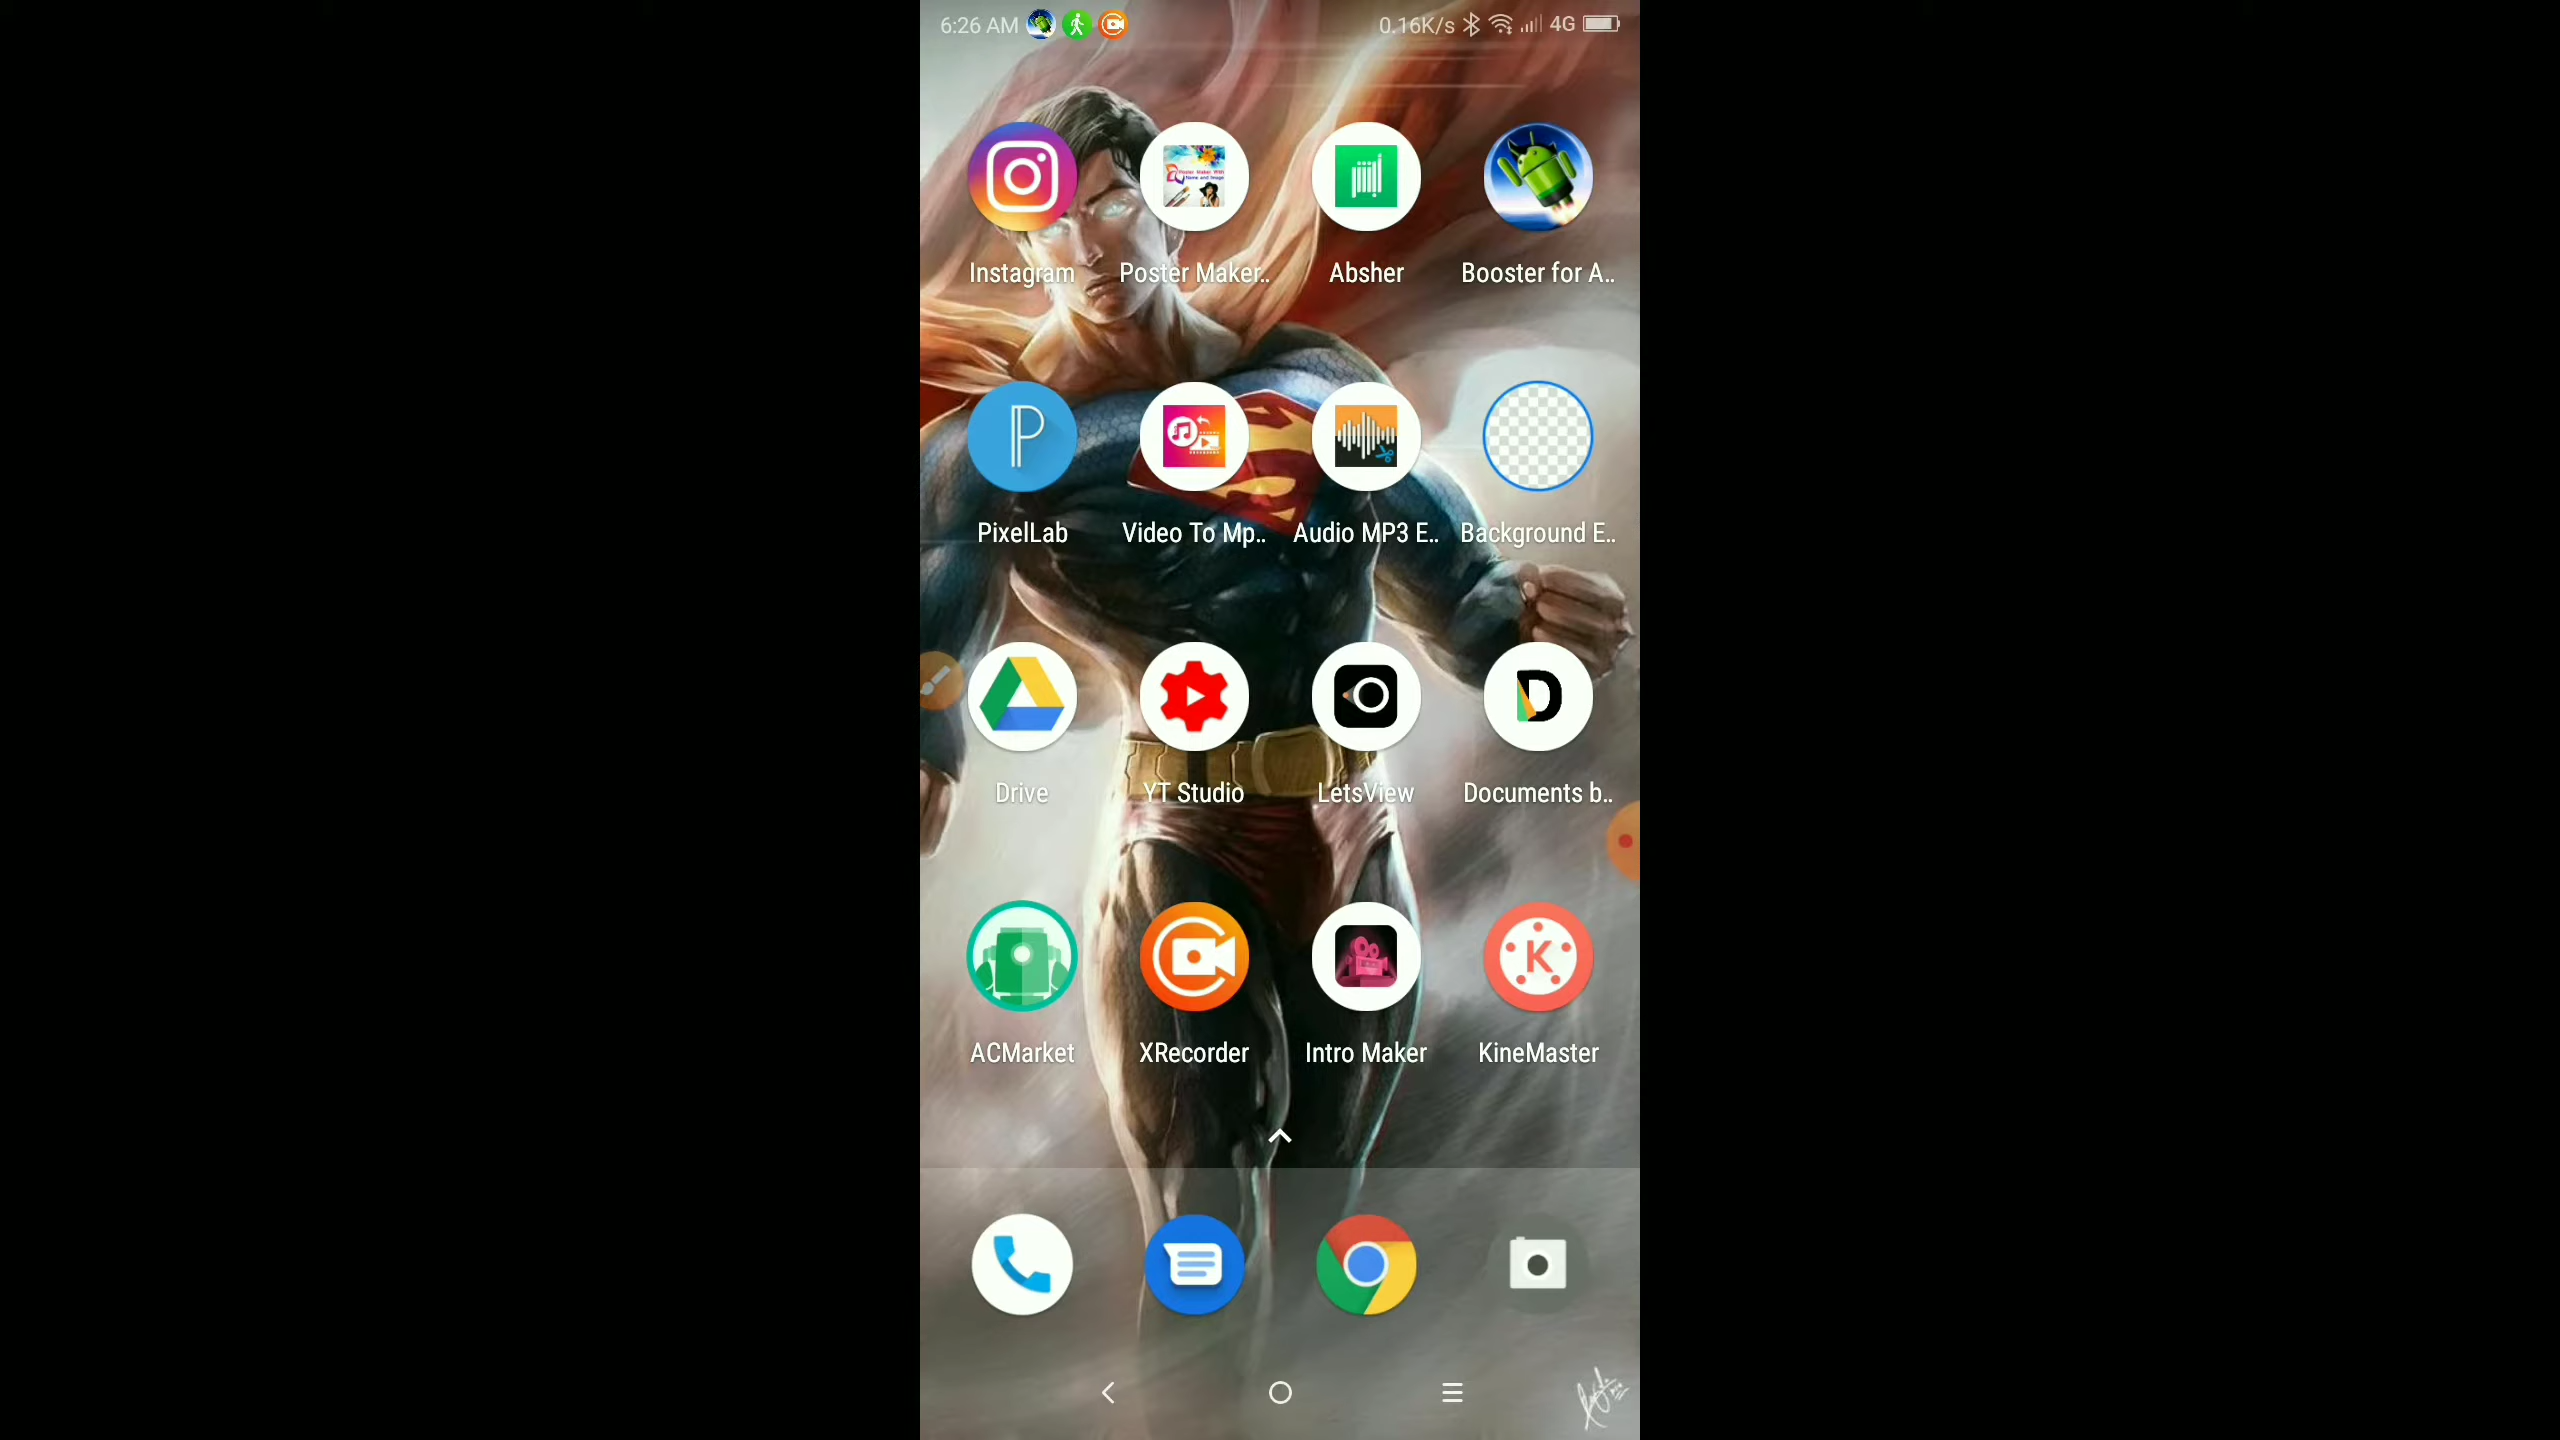 6:26 AM 0.16K/s 4G
Instagram Poster Maker.. Absher Booster for A..
PixelLab Video To Mp.. Audio MP3 E.. Background E..
Drive YT Studio LetsView Documents b..
ACMarket XRecorder Intro Maker KineMaster